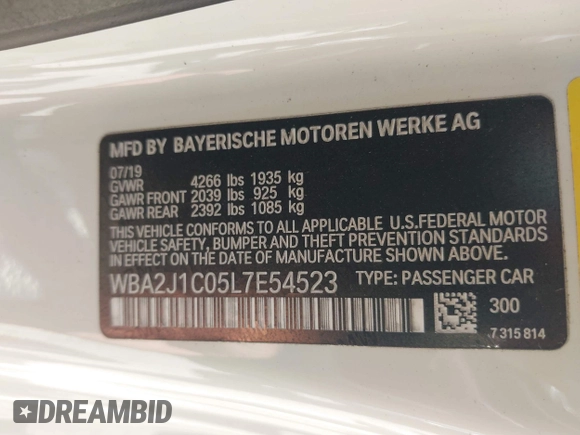 MFD BY BAYERISCHE MOTOREN WERKE AG
07/19
GVWR 4266 lbs 1935 kg
GAWR FRONT 2039 lbs 925 kg
GAWR REAR 2392 lbs 1085 kg
THIS VEHICLE CONFORMS TO ALL APPLICABLE U.S.FEDERAL MOTOR
VEHICLE SAFETY, BUMPER AND THEFT PREVENTION STANDARDS
IN EFFECT ON THE DATE OF MANUFACTURE SHOWN ABOVE.
WBA2J1C05L7E54523 TYPE: PASSENGER CAR
300
7 315 814
DREAMBID